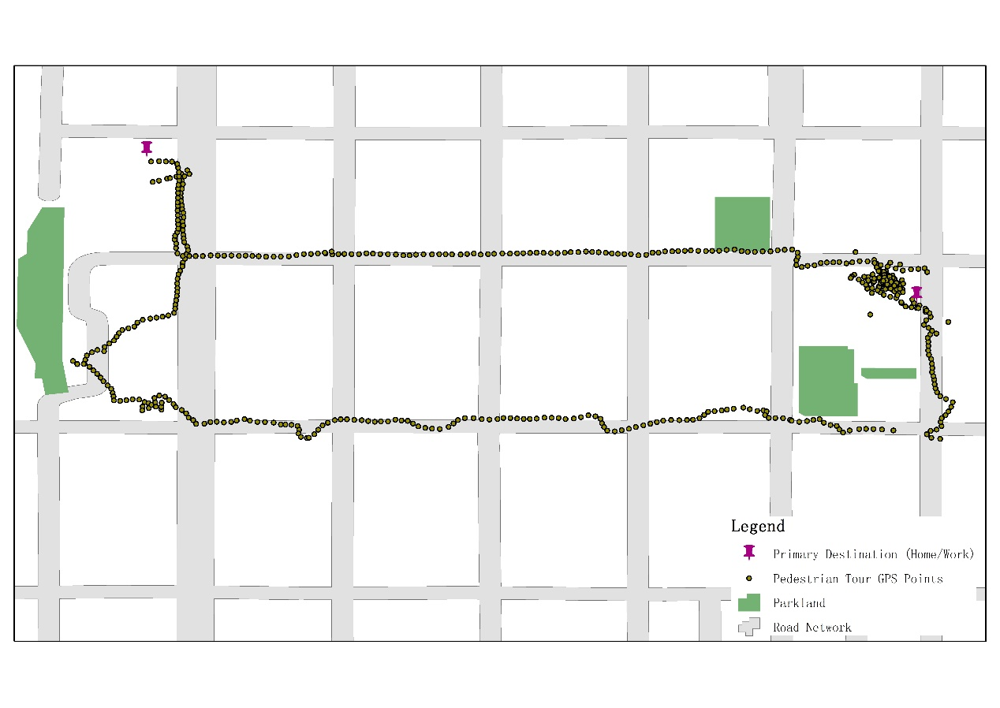 Legend
Primary Destination (Home/Work)
Pedestrian Tour GPS Points
Parkland
Road Network